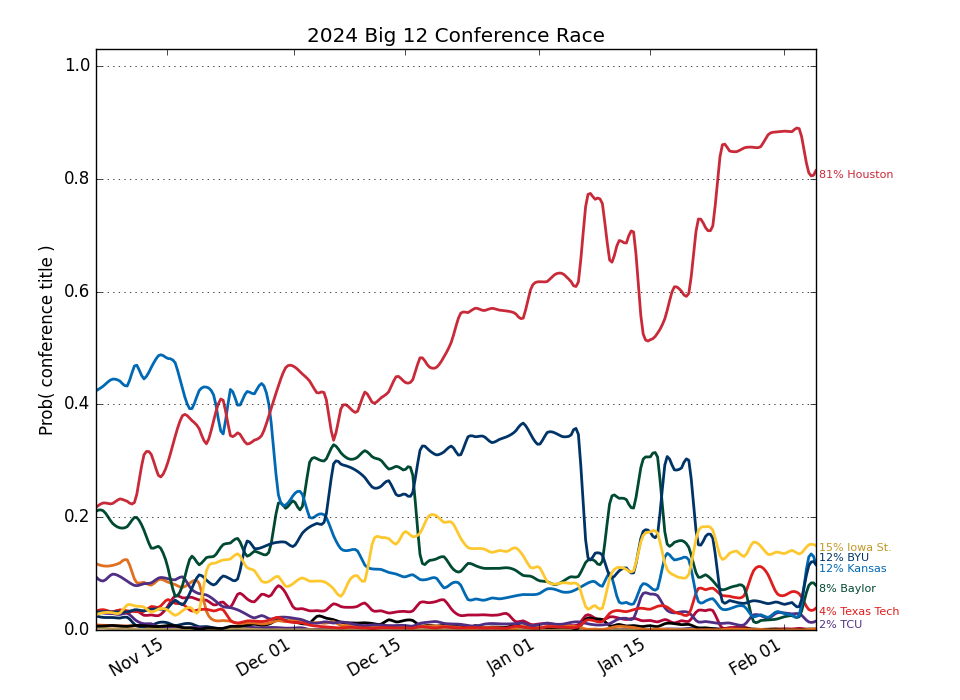 2024 Big 12 Conference Race
Prob( conference title )
1.0
0.8
0.6
0.4
0.2
0.0
Nov 15
Dec 01
Dec 15
Jan 01
Jan 15
Feb 01
81% Houston
15% Iowa St.
12% BYU
12% Kansas
8% Baylor
4% Texas Tech
2% TCU